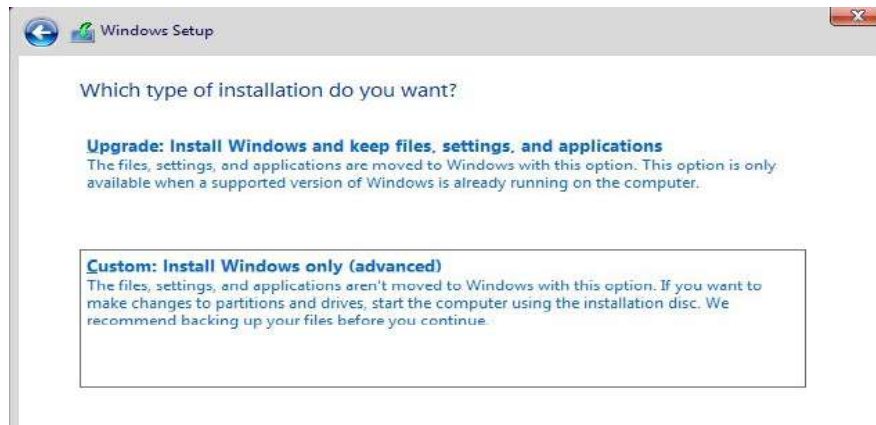 Windows Setup
Which type of installation do you want?
Upgrade: Install Windows and keep files, settings, and applications
The files, settings, and applications are moved to Windows with this option. This option is only
available when a supported version of Windows is already running on the computer.
Custom: Install Windows only (advanced)
The files, settings, and applications aren't moved to Windows with this option. If you want to
make changes to partitions and drives, start the computer using the installation disc. We
recommend backing up your files before you continue.